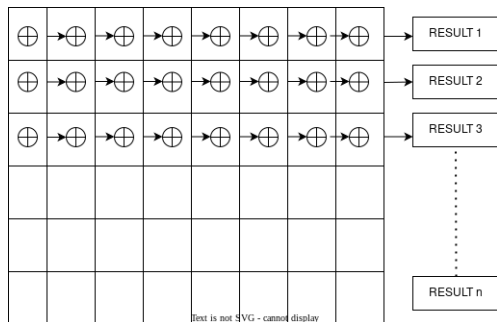 RESULT 1
RESULT 2
RESULT 3
RESULT n
Text is not SVG - cannot display